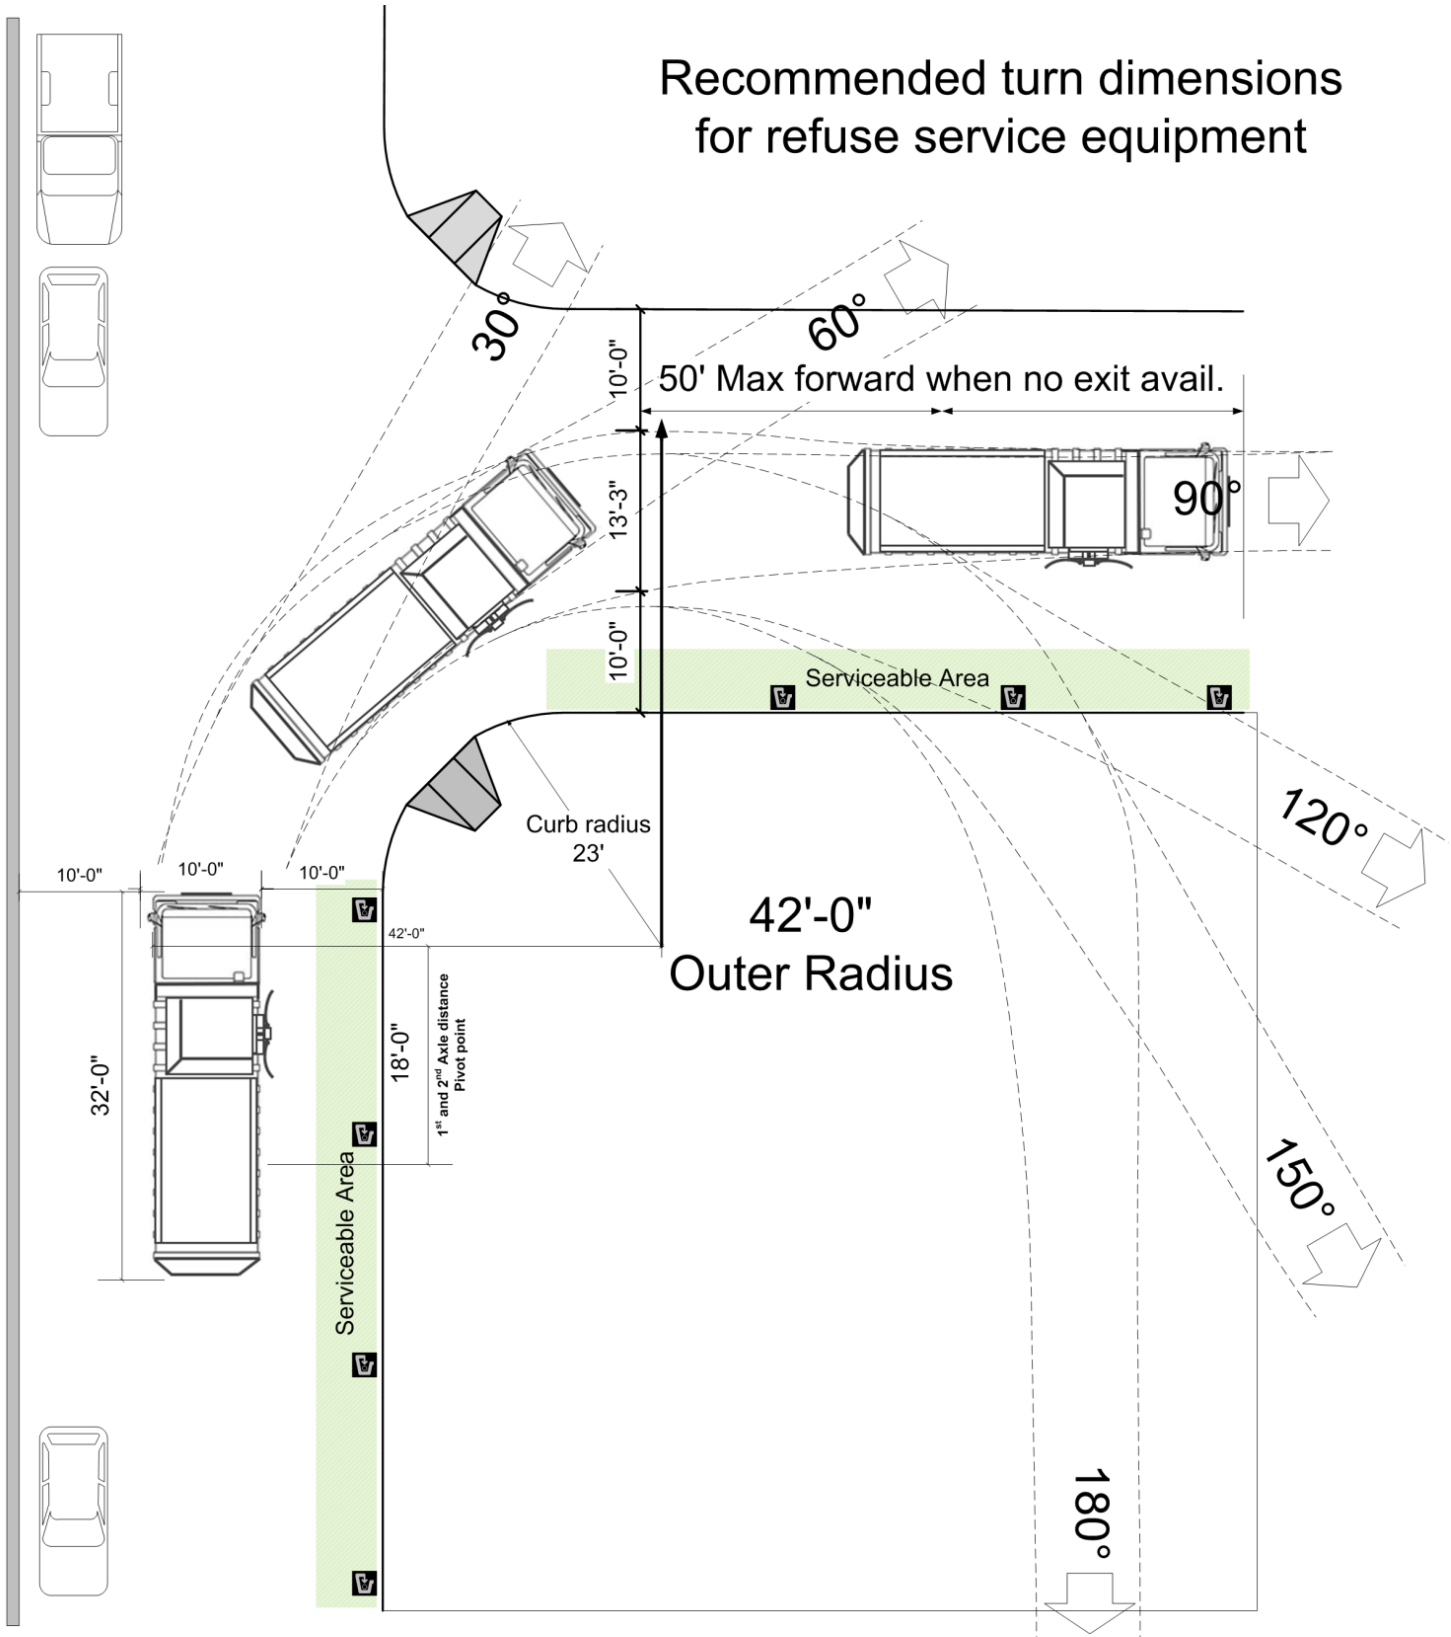 Recommended turn dimensions
for refuse service equipment
30°
60°
10'-0"
50' Max forward when no exit avail.
13'-3"
90°
10'-0"
Serviceable Area
Curb radius
23'
120°
10'-0"
10'-0"
10'-0"
42'-0"
42'-0"
Outer Radius
32'-0"
18'-0"
1st and 2nd Axle distance
Pivot point
Serviceable Area
150°
180°